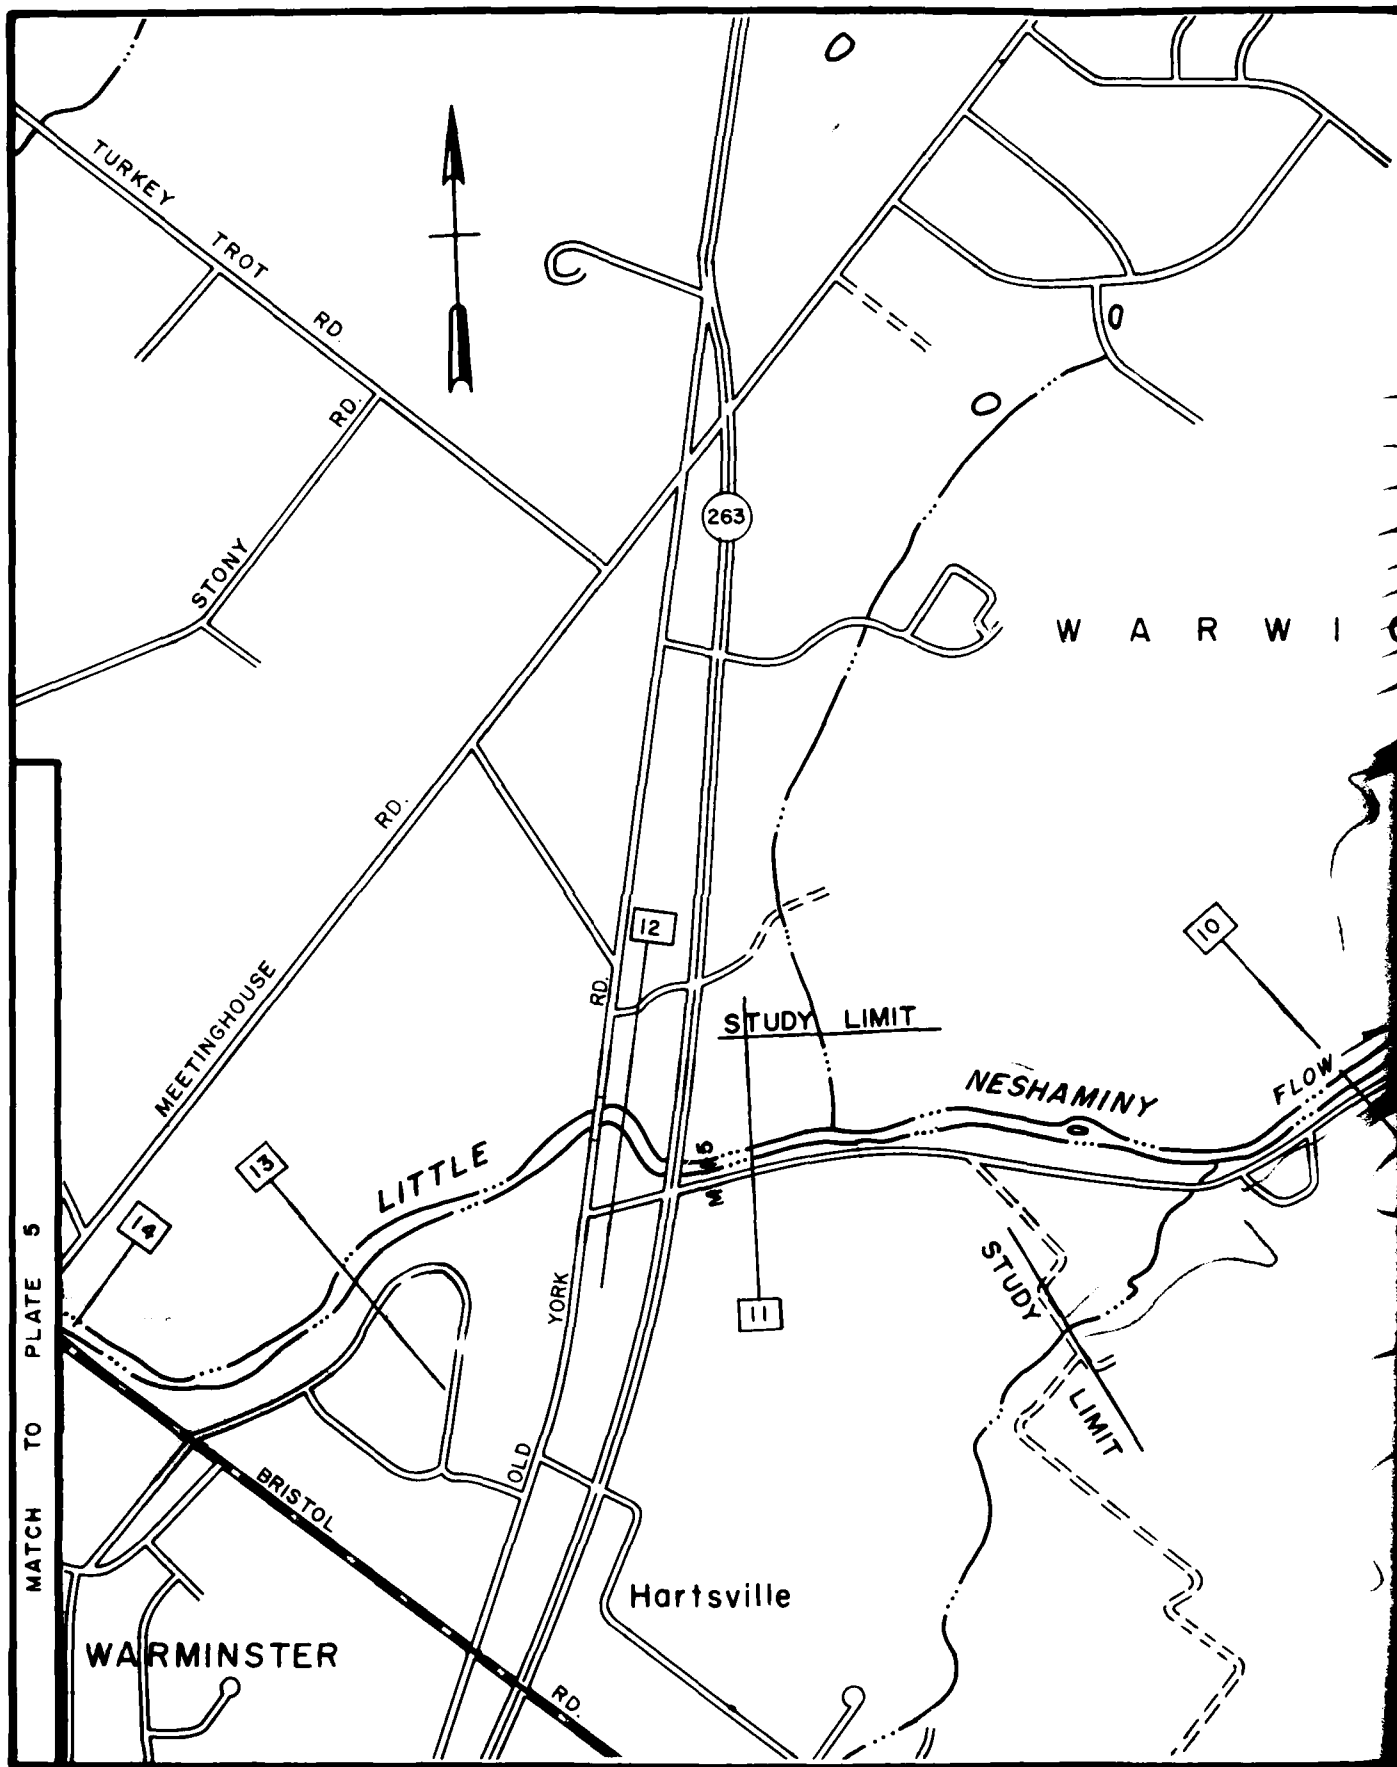 TURKEY TROT RD.
STONY RD.
263
WARWI
MEETINGHOUSE RD.
12
10
RD.
STUDY LIMIT
NESHAMINY
FLOW
LITTLE
13
14
11
STUDY LIMIT
YORK
OLD
MATCH TO PLATE 5
BRISTOL RD.
Hartsville
WARMINSTER